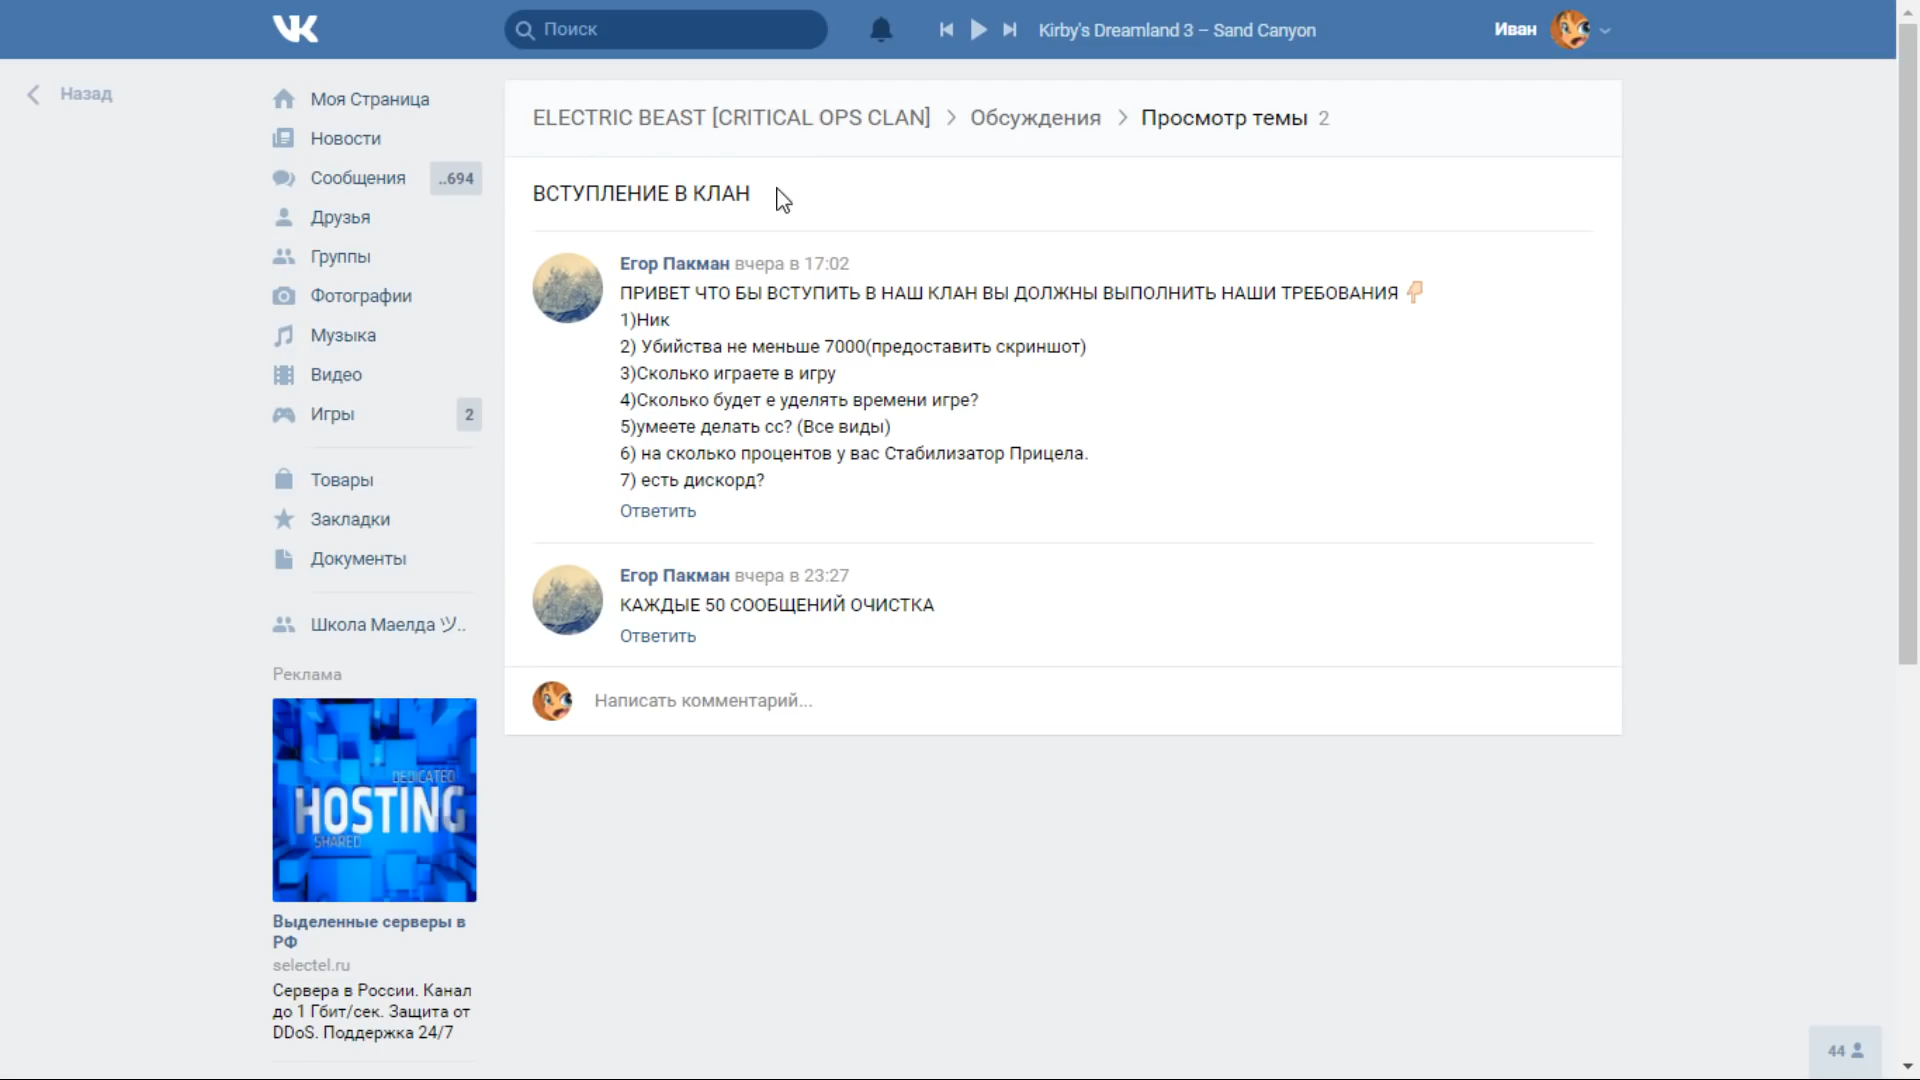 Поиск
Kirby's Dreamland 3 – Sand Canyon
Иван
Назад
Моя Страница
Новости
Сообщения ..694
Друзья
Группы
Фотографии
Музыка
Видео
Игры 2
Товары
Закладки
Документы
Школа Маелда ツ..
Реклама
DEDICATED
HOSTING
SHARED
Выделенные серверы в
РФ
selectel.ru
Сервера в России. Канал
до 1 Гбит/сек. Защита от
DDoS. Поддержка 24/7
ELECTRIC BEAST [CRITICAL OPS CLAN] > Обсуждения > Просмотр темы 2
ВСТУПЛЕНИЕ В КЛАН
Егор Пакман вчера в 17:02
ПРИВЕТ ЧТО БЫ ВСТУПИТЬ В НАШ КЛАН ВЫ ДОЛЖНЫ ВЫПОЛНИТЬ НАШИ ТРЕБОВАНИЯ 👇🏻
1)Ник
2) Убийства не меньше 7000(предоставить скриншот)
3)Сколько играете в игру
4)Сколько будет е уделять времени игре?
5)умеете делать сс? (Все виды)
6) на сколько процентов у вас Стабилизатор Прицела.
7) есть дискорд?
Ответить
Егор Пакман вчера в 23:27
КАЖДЫЕ 50 СООБЩЕНИЙ ОЧИСТКА
Ответить
Написать комментарий...
44